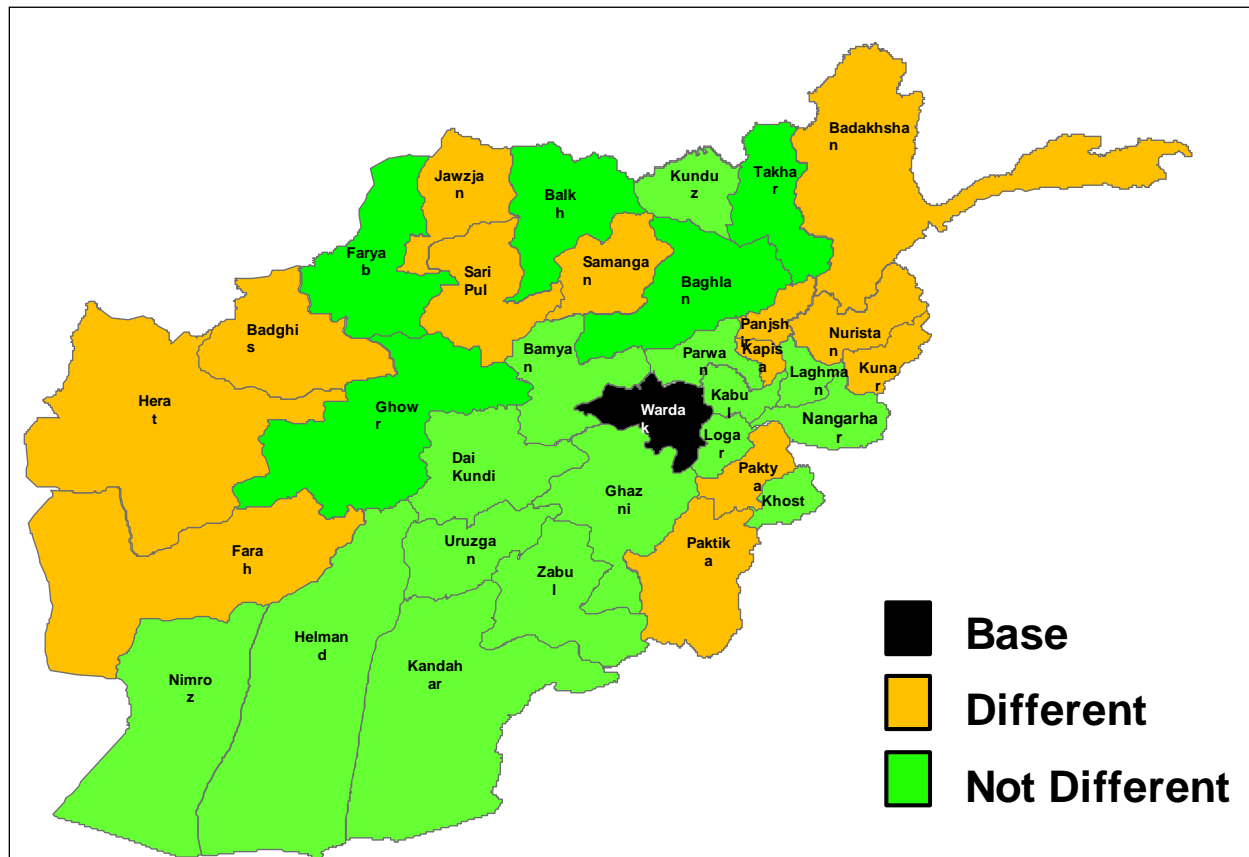 Badakhsha
n
Jawzja
n
Kundu
z
Takha
r
Balk
h
Farya
b
Sari
Pul
Samanga
n
Baghla
n
Badghi
s
Panjsh
ir
Nurista
n
Bamya
n
Parwa
n
Kapis
a
Laghma
n
Kuna
r
Hera
t
Ghow
r
Warda
k
Kabu
l
Nangarha
r
Loga
r
Dai
Kundi
Pakty
a
Ghaz
ni
Khost
Uruzga
n
Paktik
a
Fara
h
Zabu
l
Helman
d
Kandah
ar
Nimro
z
Base
Different
Not Different